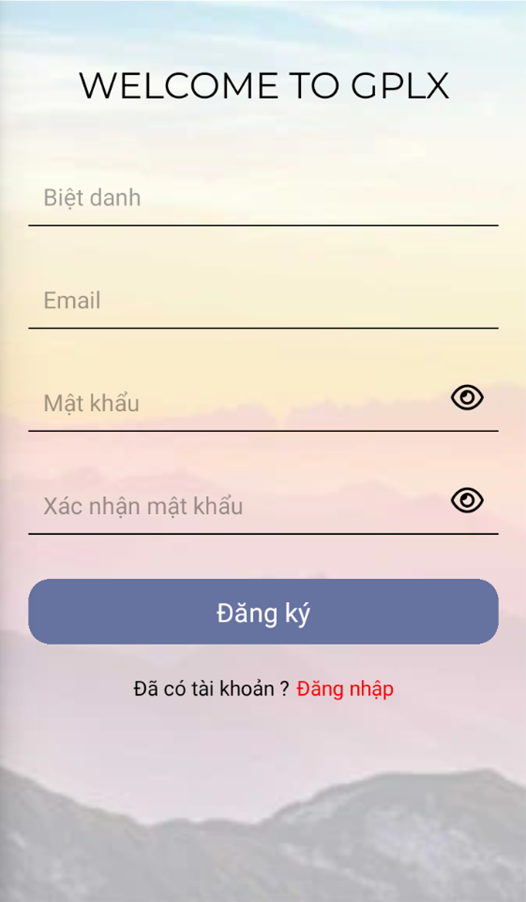 WELCOME TO GPLX
Biệt danh
Email
Mật khẩu
Xác nhận mật khẩu
Đăng ký
Đã có tài khoản ? Đăng nhập